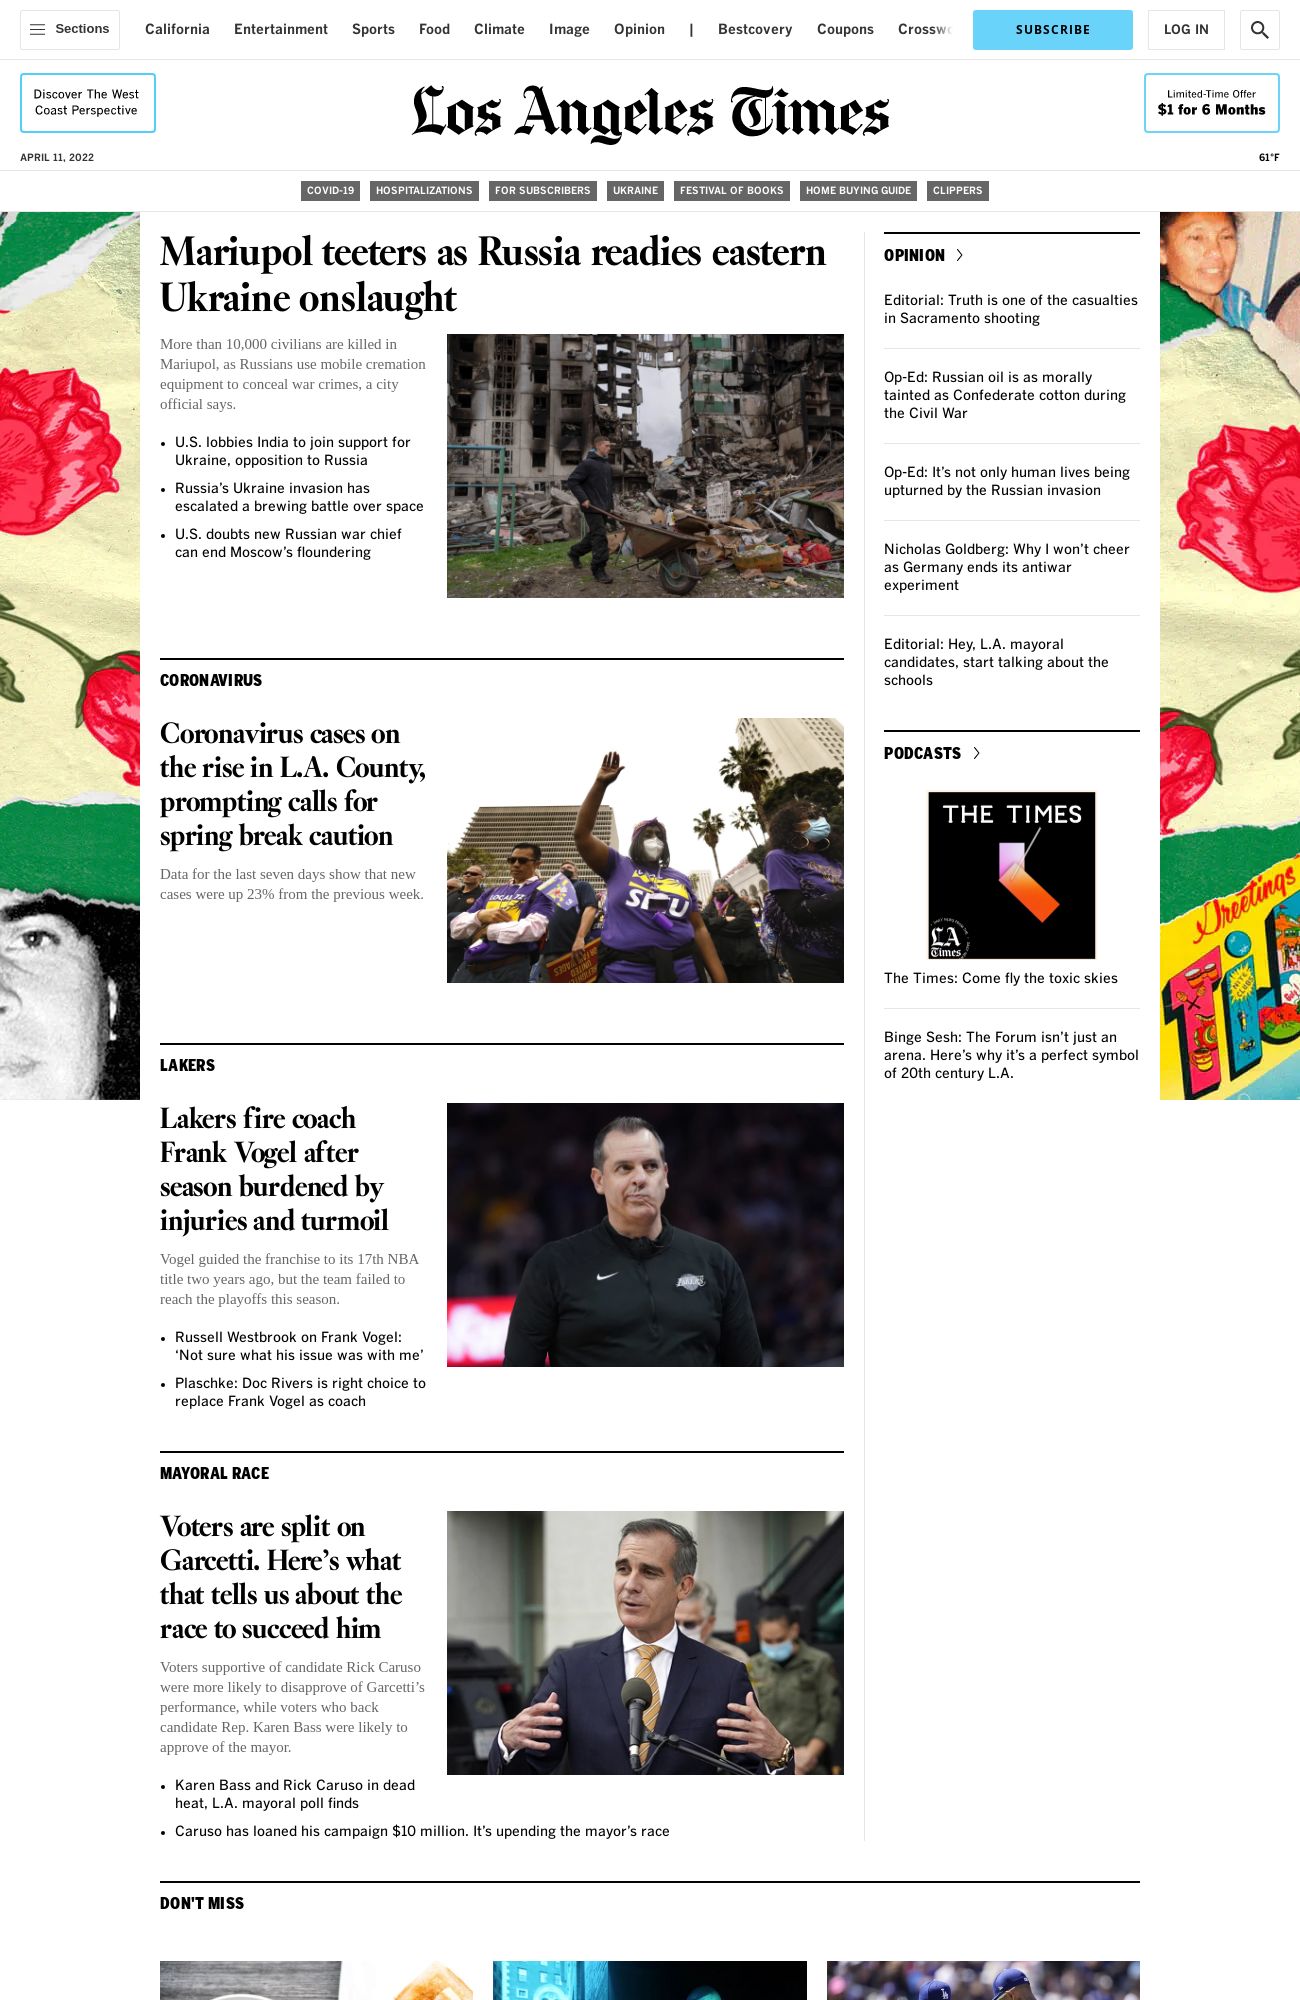 Sections
California
Entertainment
Sports
Food
Climate
Image
Opinion
|
Bestcovery
Coupons
SUBSCRIBE
LOG IN
Discover The West
Coast Perspective
Los Angeles Times
Limited-Time Offer
$1 for 6 Months
APRIL 11, 2022
61°F
COVID-19
HOSPITALIZATIONS
FOR SUBSCRIBERS
UKRAINE
FESTIVAL OF BOOKS
HOME BUYING GUIDE
CLIPPERS
Mariupol teeters as Russia readies eastern
Ukraine onslaught
More than 10,000 civilians are killed in
Mariupol, as Russians use mobile cremation
equipment to conceal war crimes, a city
official says.
• U.S. lobbies India to join support for
Ukraine, opposition to Russia
• Russia’s Ukraine invasion has
escalated a brewing battle over space
• U.S. doubts new Russian war chief
can end Moscow’s floundering
CORONAVIRUS
Coronavirus cases on
the rise in L.A. County,
prompting calls for
spring break caution
Data for the last seven days show that new
cases were up 23% from the previous week.
LAKERS
Lakers fire coach
Frank Vogel after
season burdened by
injuries and turmoil
Vogel guided the franchise to its 17th NBA
title two years ago, but the team failed to
reach the playoffs this season.
• Russell Westbrook on Frank Vogel:
‘Not sure what his issue was with me’
• Plaschke: Doc Rivers is right choice to
replace Frank Vogel as coach
MAYORAL RACE
Voters are split on
Garcetti. Here’s what
that tells us about the
race to succeed him
Voters supportive of candidate Rick Caruso
were more likely to disapprove of Garcetti’s
performance, while voters who back
candidate Rep. Karen Bass were likely to
approve of the mayor.
• Karen Bass and Rick Caruso in dead
heat, L.A. mayoral poll finds
• Caruso has loaned his campaign $10 million. It’s upending the mayor’s race
OPINION
Editorial: Truth is one of the casualties
in Sacramento shooting
Op-Ed: Russian oil is as morally
tainted as Confederate cotton during
the Civil War
Op-Ed: It’s not only human lives being
upturned by the Russian invasion
Nicholas Goldberg: Why I won’t cheer
as Germany ends its antiwar
experiment
Editorial: Hey, L.A. mayoral
candidates, start talking about the
schools
PODCASTS
THE TIMES
LA
Times
The Times: Come fly the toxic skies
Binge Sesh: The Forum isn’t just an
arena. Here’s why it’s a perfect symbol
of 20th century L.A.
Greetings
DON'T MISS